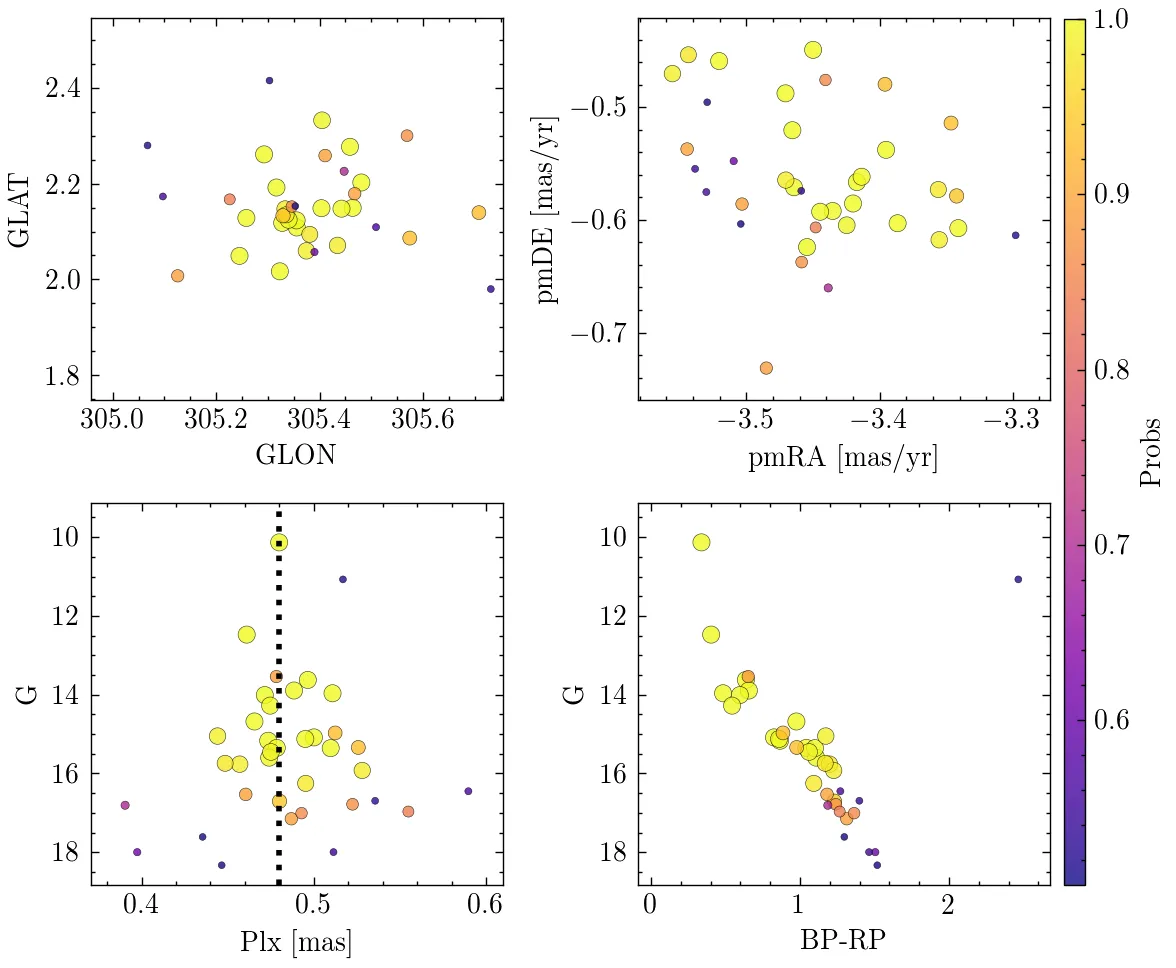 2.4
2.2
2.0
1.8
GLAT
305.0 305.2 305.4 305.6
GLON
−0.5
−0.6
−0.7
pmDE [mas/yr]
−3.5 −3.4 −3.3
pmRA [mas/yr]
1.0
0.9
0.8
0.7
0.6
Probs
10
12
14
16
18
G
0.4 0.5 0.6
Plx [mas]
10
12
14
16
18
G
0 1 2
BP-RP